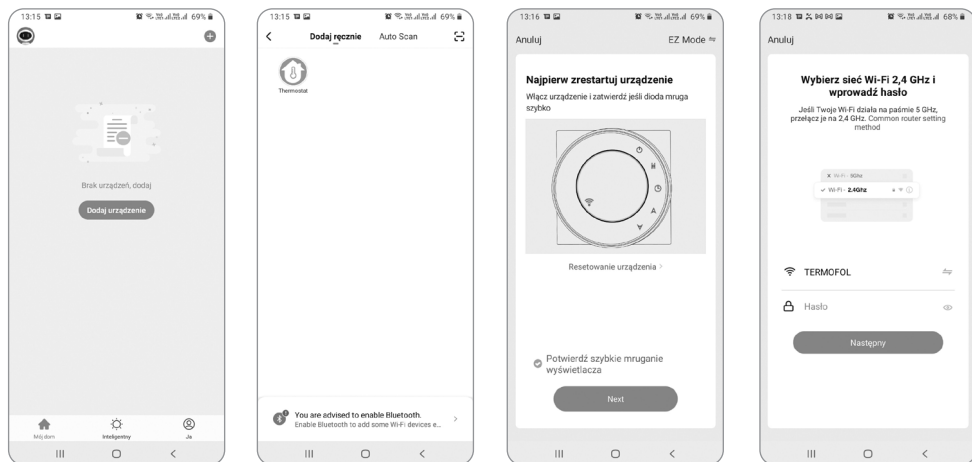 13:15
69%
Brak urządzeń, dodaj
Dodaj urządzenie
Mój dom
Inteligentny
Ja
13:15
69%
Dodaj ręcznie
Auto Scan
Thermostat
You are advised to enable Bluetooth.
Enable Bluetooth to add some Wi-Fi devices e...
13:16
69%
Anuluj
EZ Mode
Najpierw zrestartuj urządzenie
Włącz urządzenie i zatwierdź jeśli dioda mruga
szybko
Resetowanie urządzenia >
Potwierdź szybkie mruganie
wyświetlacza
Next
13:18
68%
Anuluj
Wybierz sieć Wi-Fi 2,4 GHz i
wprowadź hasło
Jeśli Twoje Wi-Fi działa na paśmie 5 GHz,
przełącz je na 2,4 GHz. Common router setting
method
Wi-Fi - 5Ghz
Wi-Fi - 2.4Ghz
TERMOFOL
Hasło
Następny